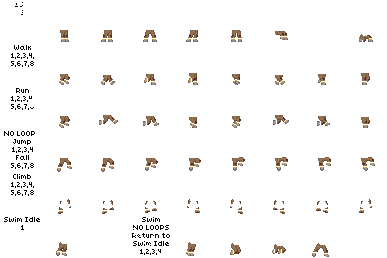 Walk
1,2,3,4,
5,6,7,8
Run
1,2,3,4
5,6,7,8
NO LOOP
Jump
1,2,3,4
Fall
5,6,7,8
Climb
1,2,3,4,
5,6,7,8
Swim Idle
1
Swim
NO LOOPS
Return to
Swim Idle
1,2,3,4